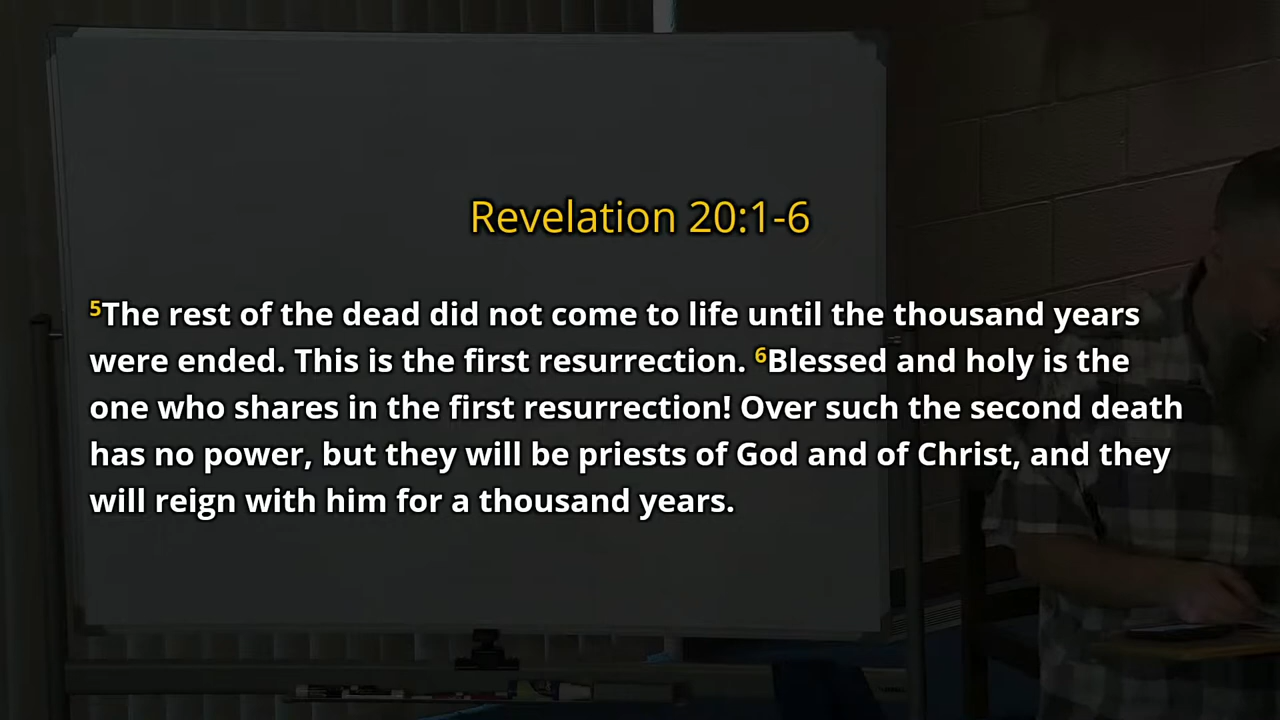 Revelation 20:1-6
5The rest of the dead did not come to life until the thousand years
were ended. This is the first resurrection. 6Blessed and holy is the
one who shares in the first resurrection! Over such the second death
has no power, but they will be priests of God and of Christ, and they
will reign with him for a thousand years.